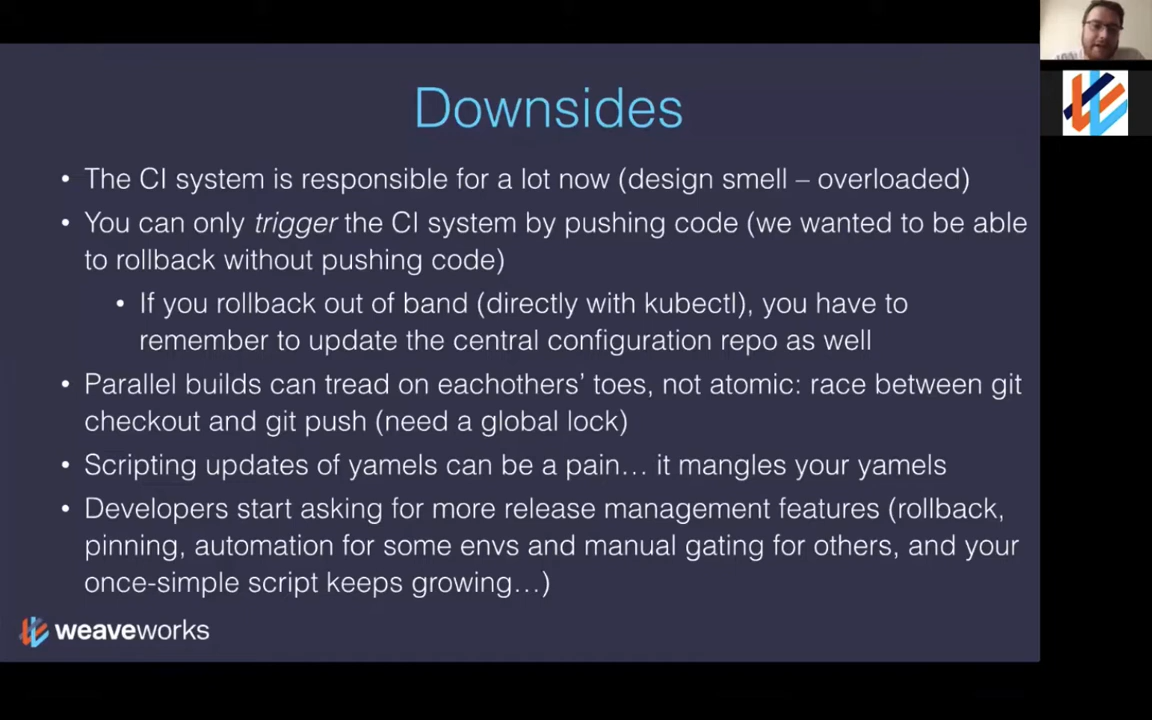 Downsides
• The CI system is responsible for a lot now (design smell – overloaded)
• You can only trigger the CI system by pushing code (we wanted to be able
to rollback without pushing code)
• If you rollback out of band (directly with kubectl), you have to
remember to update the central configuration repo as well
• Parallel builds can tread on eachothers’ toes, not atomic: race between git
checkout and git push (need a global lock)
• Scripting updates of yamels can be a pain… it mangles your yamels
• Developers start asking for more release management features (rollback,
pinning, automation for some envs and manual gating for others, and your
once-simple script keeps growing…)
weaveworks